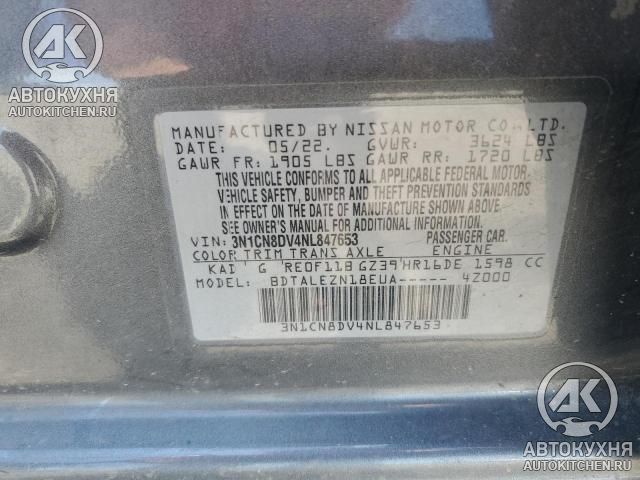 АК
АВТОКУХНЯ
AUTOKITCHEN.RU
MANUFACTURED BY NISSAN MOTOR CO., LTD.
DATE: 05/22. GVWR: 3624 LBS
GAWR FR: 1905 LBS GAWR RR: 1720 LBS
THIS VEHICLE CONFORMS TO ALL APPLICABLE FEDERAL MOTOR
VEHICLE SAFETY, BUMPER AND THEFT PREVENTION STANDARDS
IN EFFECT ON THE DATE OF MANUFACTURE SHOWN ABOVE.
SEE OWNER'S MANUAL FOR ADDITIONAL INFORMATION.
VIN: 3N1CN8DV4NL847653 PASSENGER CAR.
COLOR TRIM TRANS AXLE ENGINE
KAD G RE0F11B GZ39 HR16DE 1598 CC
MODEL: BDTALEZN18EUA----- 4Z000
3N1CN8DV4NL847653
АК
АВТОКУХНЯ
AUTOKITCHEN.RU